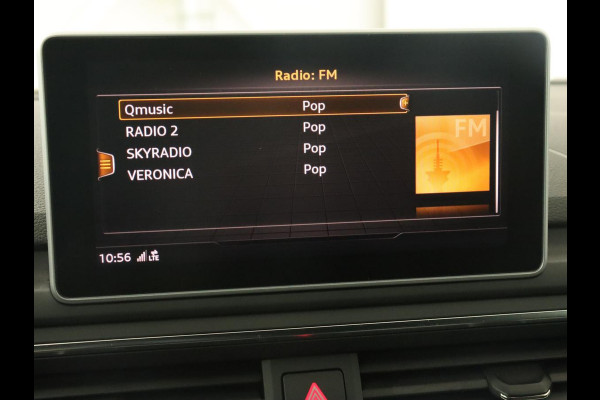 Radio: FM
Qmusic Pop
RADIO 2 Pop
SKYRADIO Pop
VERONICA Pop
FM
10:56 LTE